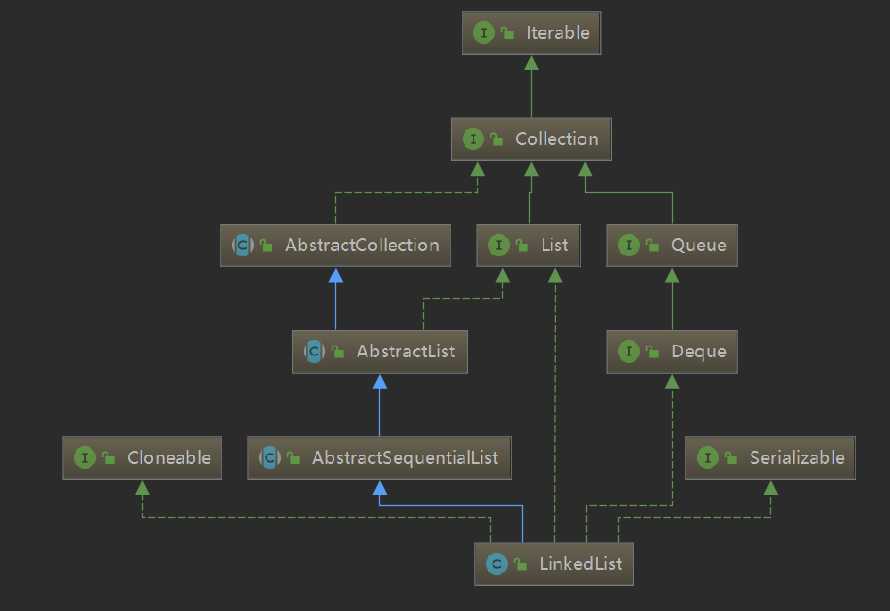 I Iterable
I Collection
C AbstractCollection
I List
I Queue
C AbstractList
I Deque
I Cloneable
C AbstractSequentialList
I Serializable
C LinkedList